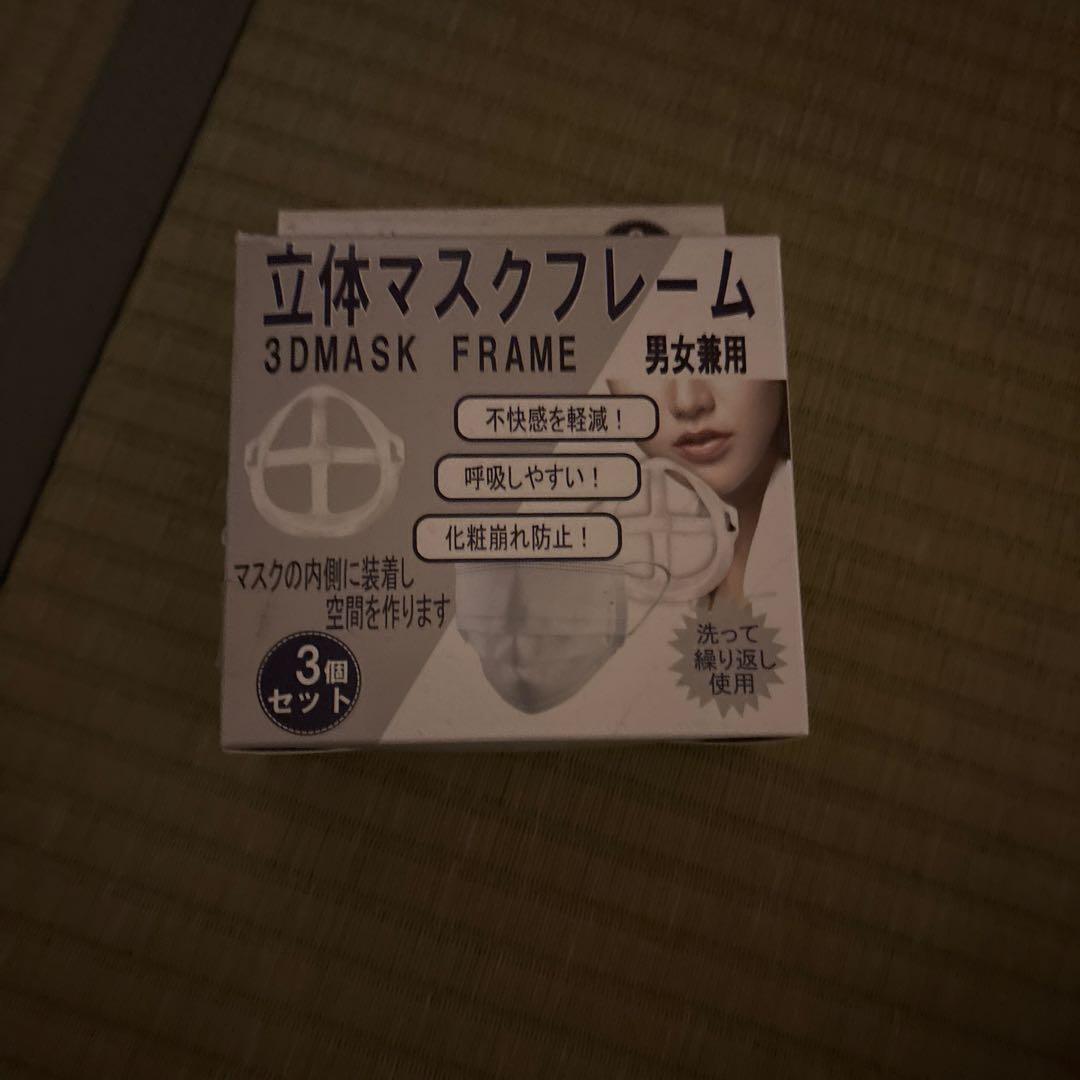 立体マスクフレーム
3DMASK FRAME
男女兼用
不快感を軽減！
呼吸しやすい！
化粧崩れ防止！
マスクの内側に装着し
空間を作ります
3個
セット
洗って
繰り返し
使用